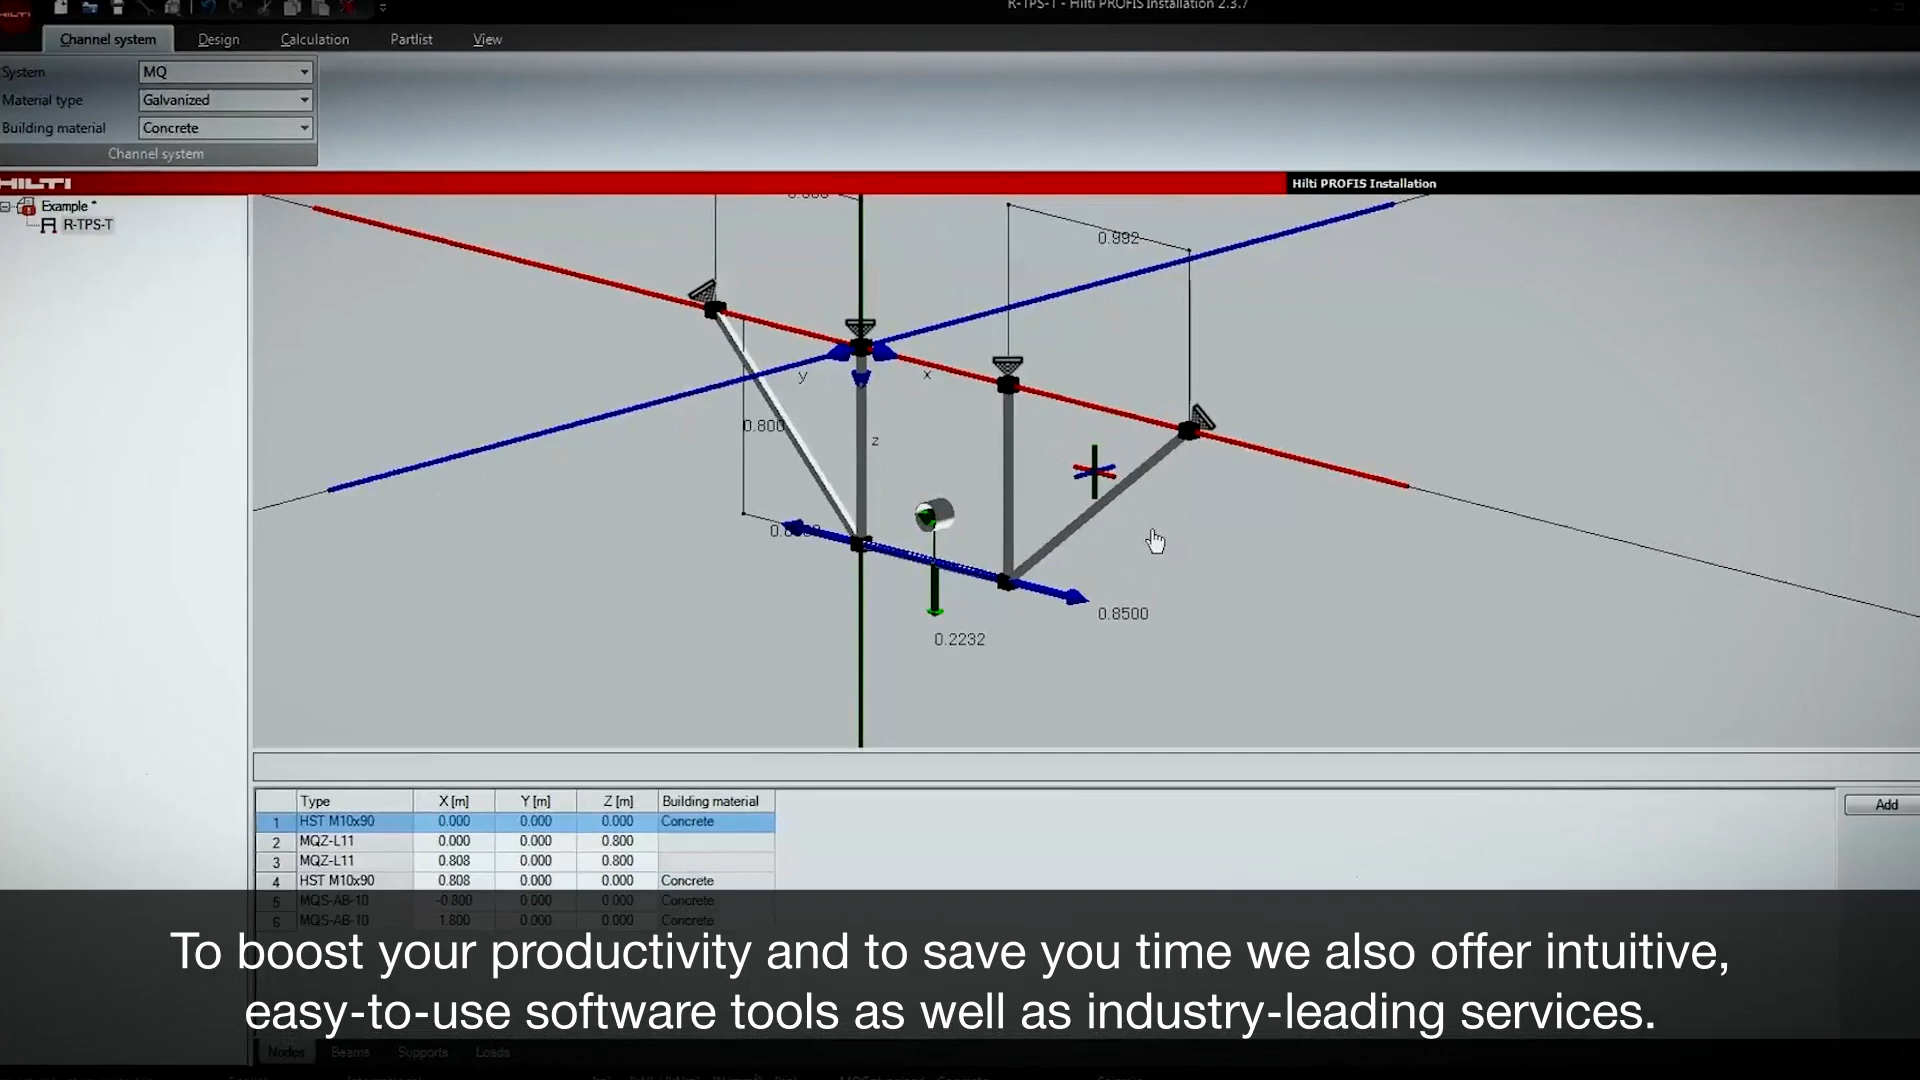 HILTI
R-TPS-T - Hilti PROFIS Installation 2.3.7
Channel system Design Calculation Partlist View
System MQ
Material type Galvanized
Building material Concrete
Channel system
HILTI
Hilti PROFIS Installation
Example *
R-TPS-T
0.992
y
x
0.800
z
0.8500
0.2232
Type X [m] Y [m] Z [m] Building material
1 HST M10x90 0.000 0.000 0.000 Concrete
2 MQZ-L11 0.000 0.000 0.800
3 MQZ-L11 0.808 0.000 0.800
4 HST M10x90 0.808 0.000 0.000 Concrete
5 MQS-AB-10 -0.800 0.000 0.000 Concrete
6 MQS-AB-10 1.800 0.000 0.000 Concrete
Add
To boost your productivity and to save you time we also offer intuitive,
easy-to-use software tools as well as industry-leading services.
Nodes Beams Supports Loads